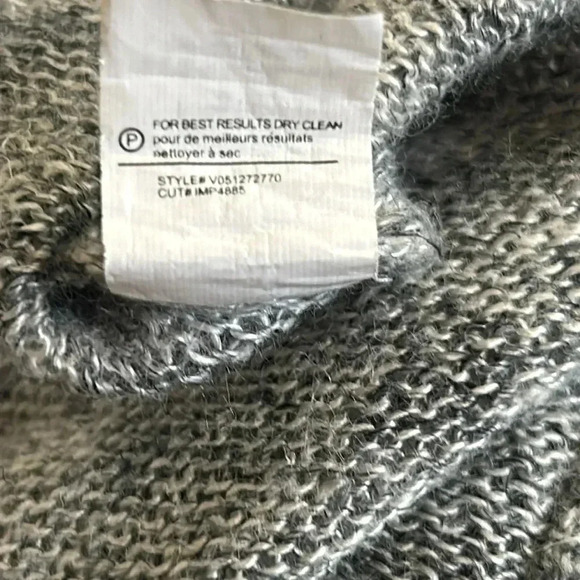 FOR BEST RESULTS DRY CLEAN
P pour de meilleurs résultats
nettoyer à sec
STYLE# V051272770
CUT# IMP4885